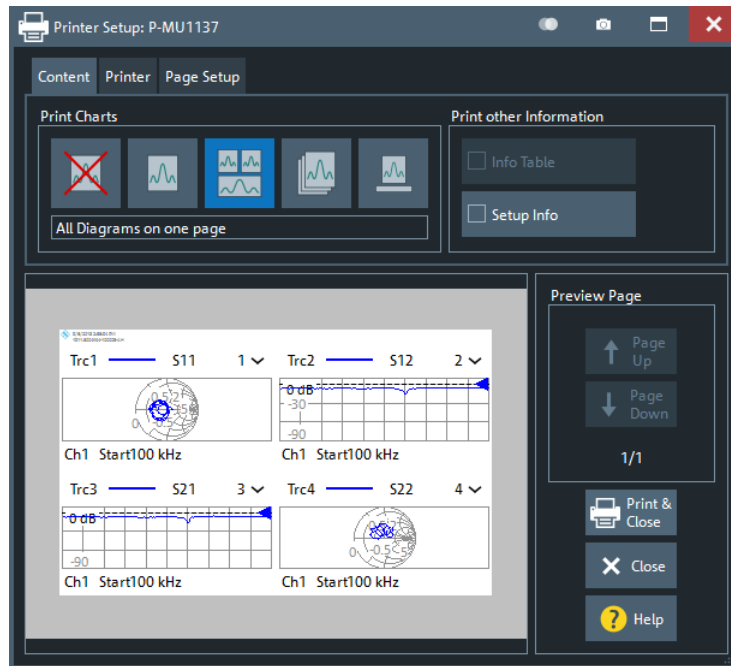 Printer Setup: P-MU1137
Content Printer Page Setup
Print Charts
All Diagrams on one page
Print other Information
Info Table
Setup Info
Trc1 S11 1
Trc2 S12 2
0 dB
-30
-90
Ch1 Start100 kHz
Ch1 Start100 kHz
Trc3 S21 3
Trc4 S22 4
0 dB
-90
Ch1 Start100 kHz
Ch1 Start100 kHz
Preview Page
Page
Up
Page
Down
1/1
Print &
Close
Close
Help